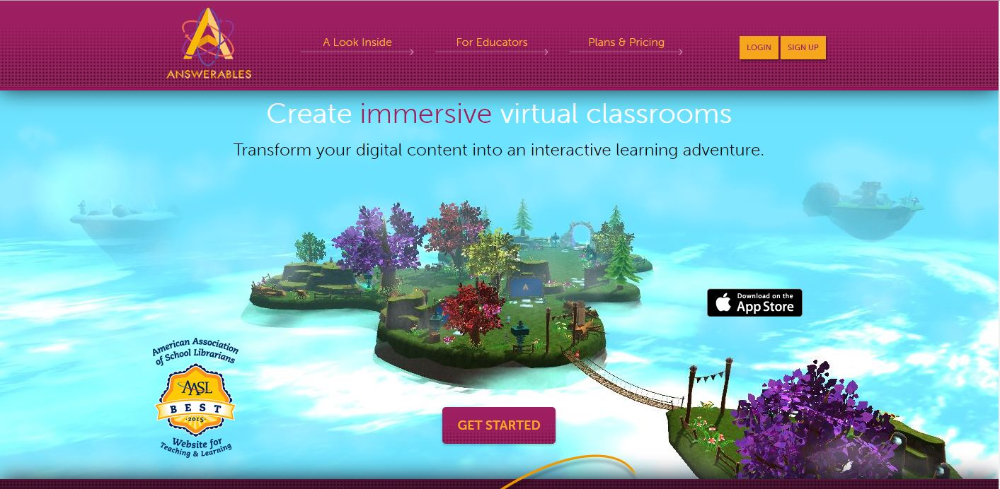 A Look Inside
For Educators
Plans & Pricing
LOGIN
SIGN UP
ANSWERABLES
Create immersive virtual classrooms
Transform your digital content into an interactive learning adventure.
Download on the
App Store
American Association
of School Librarians
AASL
BEST
·2015·
Website for
Teaching & Learning
GET STARTED